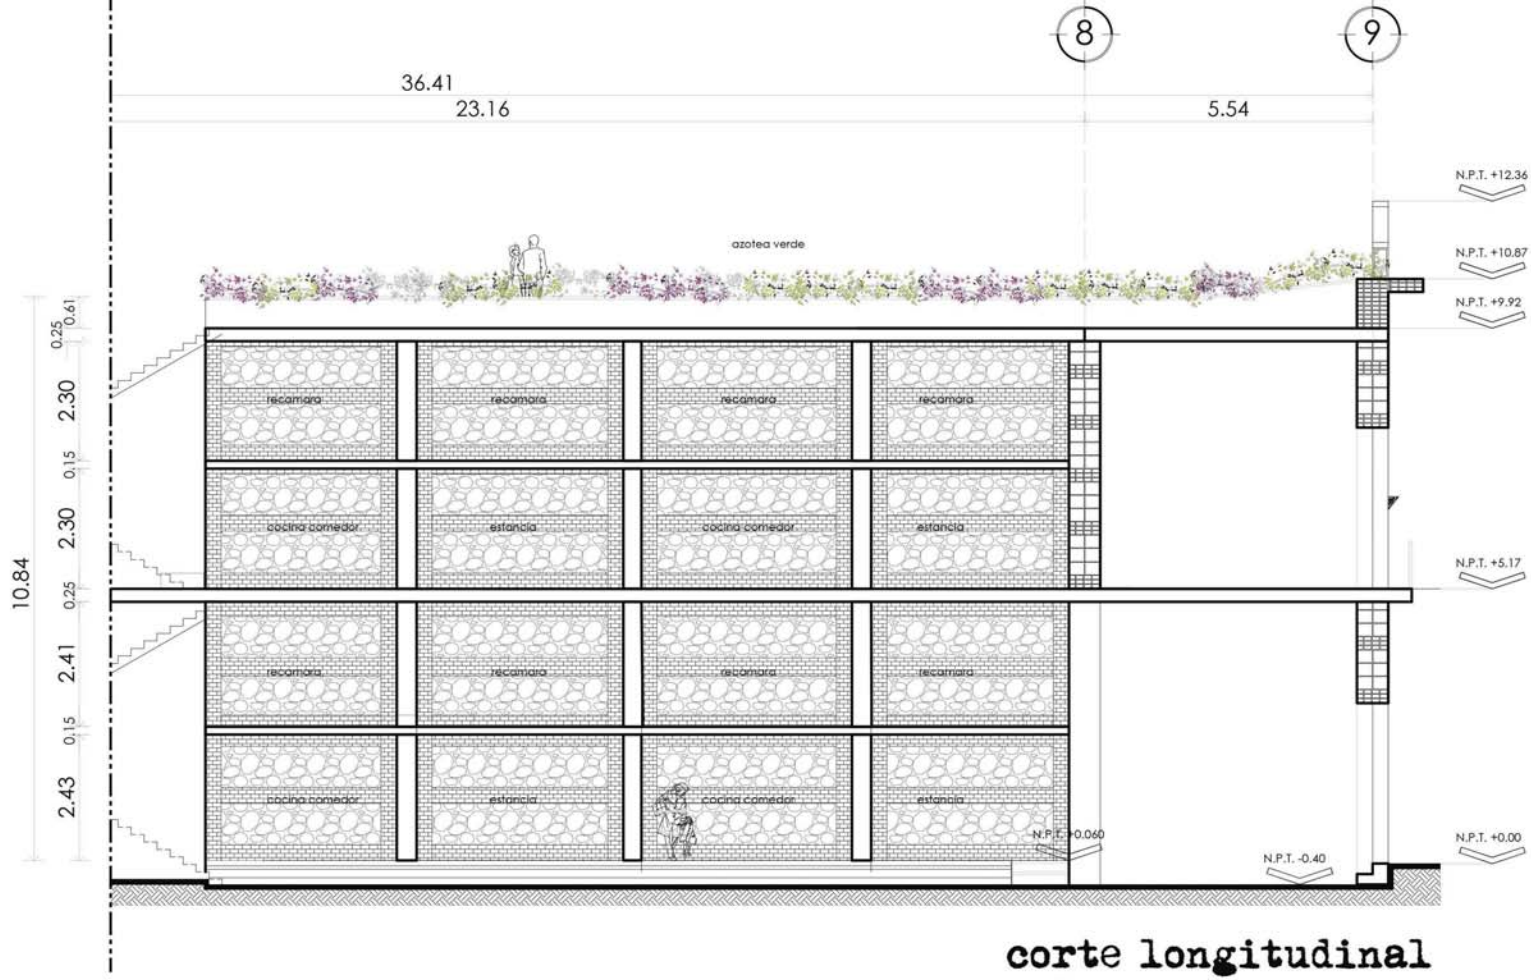 8
9
36.41
23.16
5.54
N.P.T. +12.36
azotea verde
N.P.T. +10.87
N.P.T. +9.92
0.61
0.25
2.30
recamara
recamara
recamara
recamara
0.15
2.30
cocina comedor
estancia
cocina comedor
estancia
10.84
0.25
N.P.T. +5.17
2.41
recamara
recamara
recamara
recamara
0.15
2.43
cocina comedor
estancia
cocina comedor
estancia
N.P.T. +0.060
N.P.T. -0.40
N.P.T. +0.00
corte longitudinal